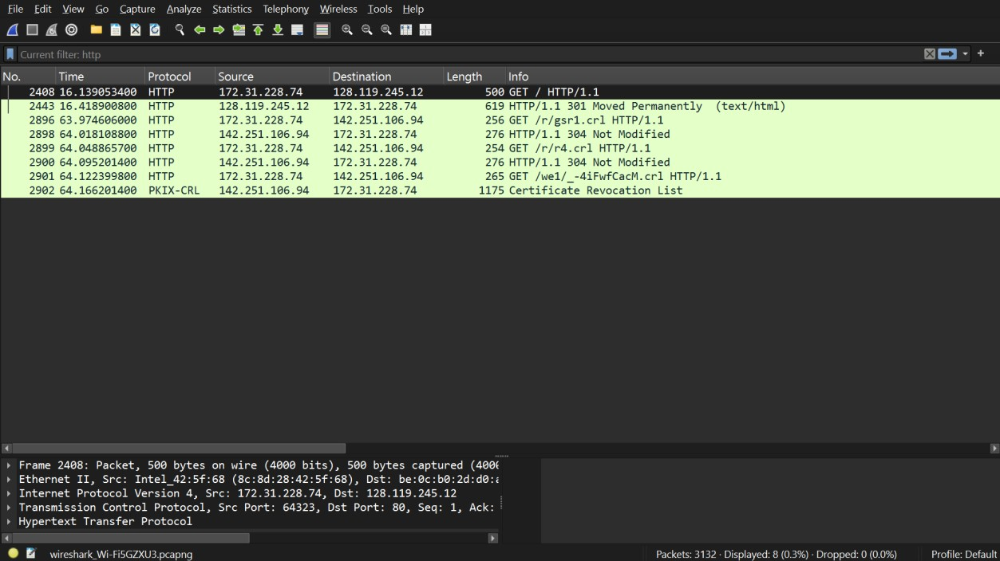 File Edit View Go Capture Analyze Statistics Telephony Wireless Tools Help
Current filter: http
No. Time Protocol Source Destination Length Info
2408 16.139053400 HTTP 172.31.228.74 128.119.245.12 500 GET / HTTP/1.1
2443 16.418900800 HTTP 128.119.245.12 172.31.228.74 619 HTTP/1.1 301 Moved Permanently (text/html)
2896 63.974606000 HTTP 172.31.228.74 142.251.106.94 256 GET /r/gsr1.crl HTTP/1.1
2898 64.018108800 HTTP 142.251.106.94 172.31.228.74 276 HTTP/1.1 304 Not Modified
2899 64.048865700 HTTP 172.31.228.74 142.251.106.94 254 GET /r/r4.crl HTTP/1.1
2900 64.095201400 HTTP 142.251.106.94 172.31.228.74 276 HTTP/1.1 304 Not Modified
2901 64.122399800 HTTP 172.31.228.74 142.251.106.94 265 GET /we1/_-4iFwfCacM.crl HTTP/1.1
2902 64.166201400 PKIX-CRL 142.251.106.94 172.31.228.74 1175 Certificate Revocation List
Frame 2408: Packet, 500 bytes on wire (4000 bits), 500 bytes captured (4000
Ethernet II, Src: Intel_42:5f:68 (8c:8d:28:42:5f:68), Dst: be:0c:b0:2d:d0:
Internet Protocol Version 4, Src: 172.31.228.74, Dst: 128.119.245.12
Transmission Control Protocol, Src Port: 64323, Dst Port: 80, Seq: 1, Ack:
Hypertext Transfer Protocol
wireshark_Wi-Fi5GZXU3.pcapng Packets: 3132 · Displayed: 8 (0.3%) · Dropped: 0 (0.0%) Profile: Default